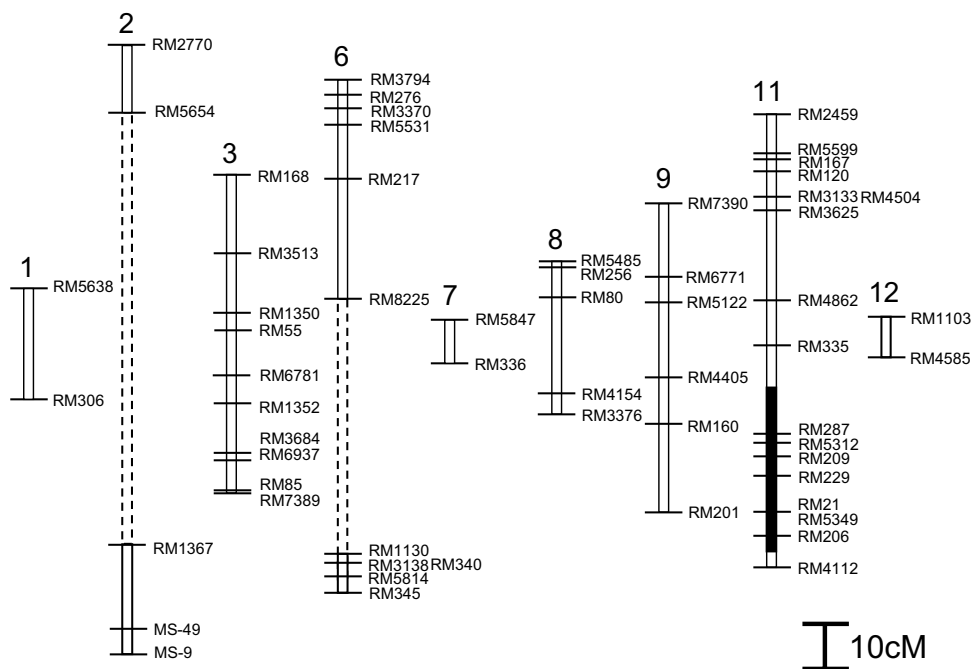 1
RM5638
RM306
2
RM2770
RM5654
RM1367
MS-49
MS-9
3
RM168
RM3513
RM1350
RM55
RM6781
RM1352
RM3684
RM6937
RM85
RM7389
6
RM3794
RM276
RM3370
RM5531
RM217
RM8225
RM1130
RM3138 RM340
RM5814
RM345
7
RM5847
RM336
8
RM5485
RM256
RM80
RM4154
RM3376
9
RM7390
RM6771
RM5122
RM4405
RM160
RM201
11
RM2459
RM5599
RM167
RM120
RM3133 RM4504
RM3625
RM4862
RM335
RM287
RM5312
RM209
RM229
RM21
RM5349
RM206
RM4112
12
RM1103
RM4585
10cM